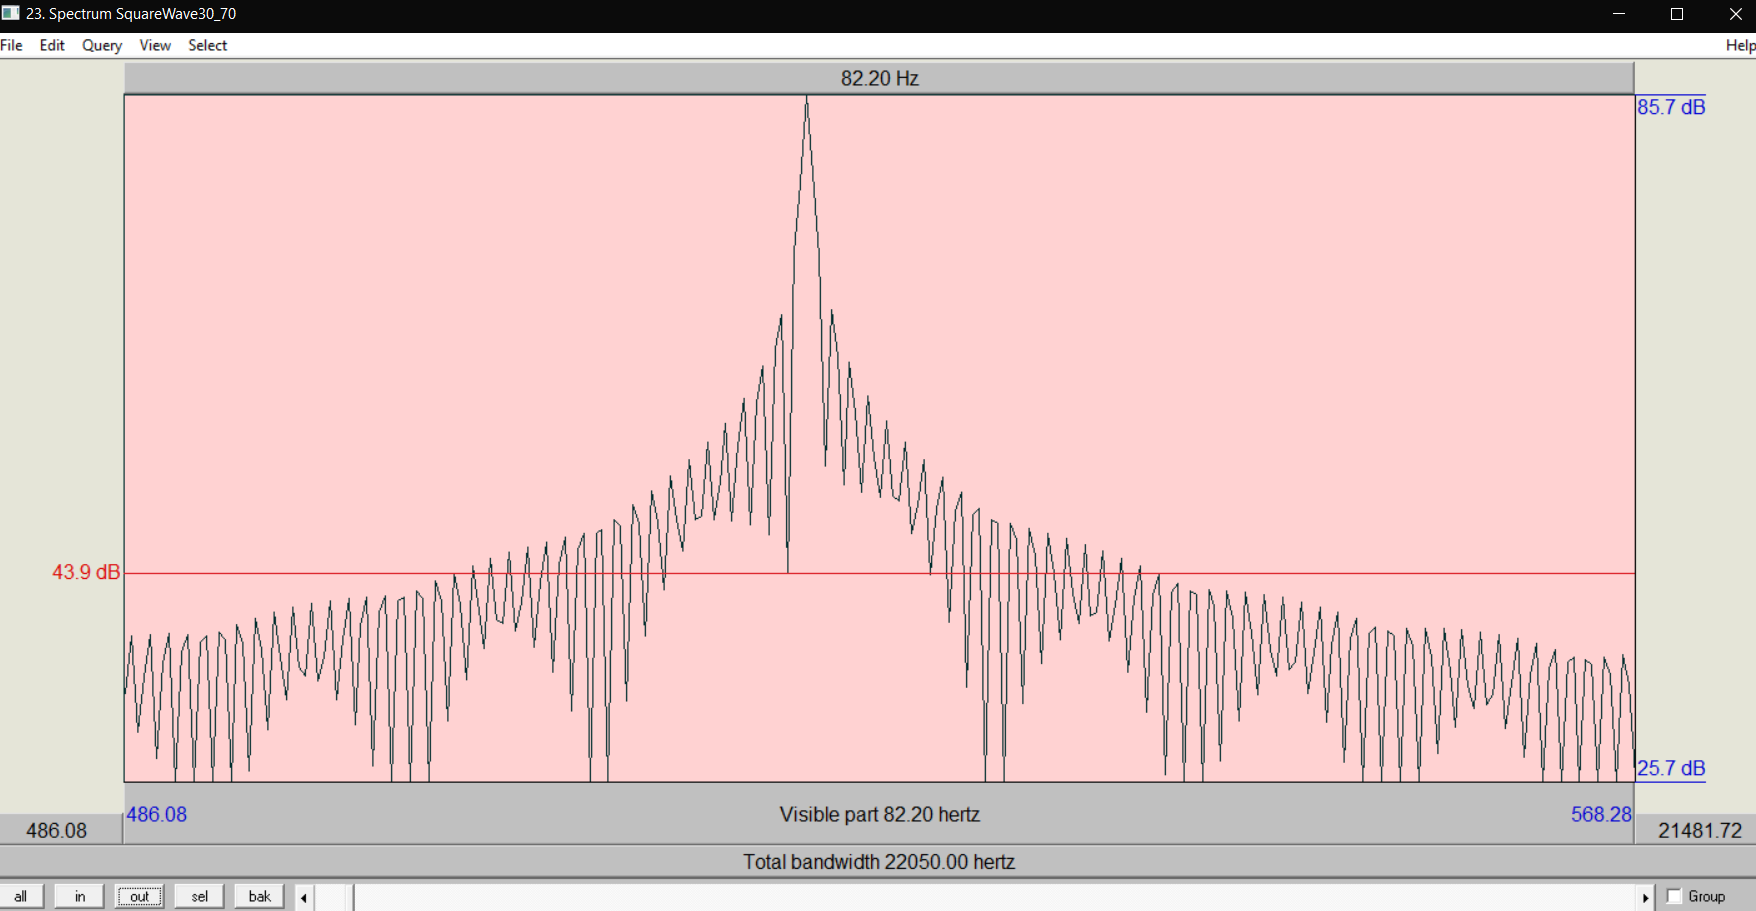 23. Spectrum SquareWave30_70
File Edit Query View Select Help
82.20 Hz
85.7 dB
43.9 dB
25.7 dB
486.08 Visible part 82.20 hertz 568.28
486.08 21481.72
Total bandwidth 22050.00 hertz
all in out sel bak Group